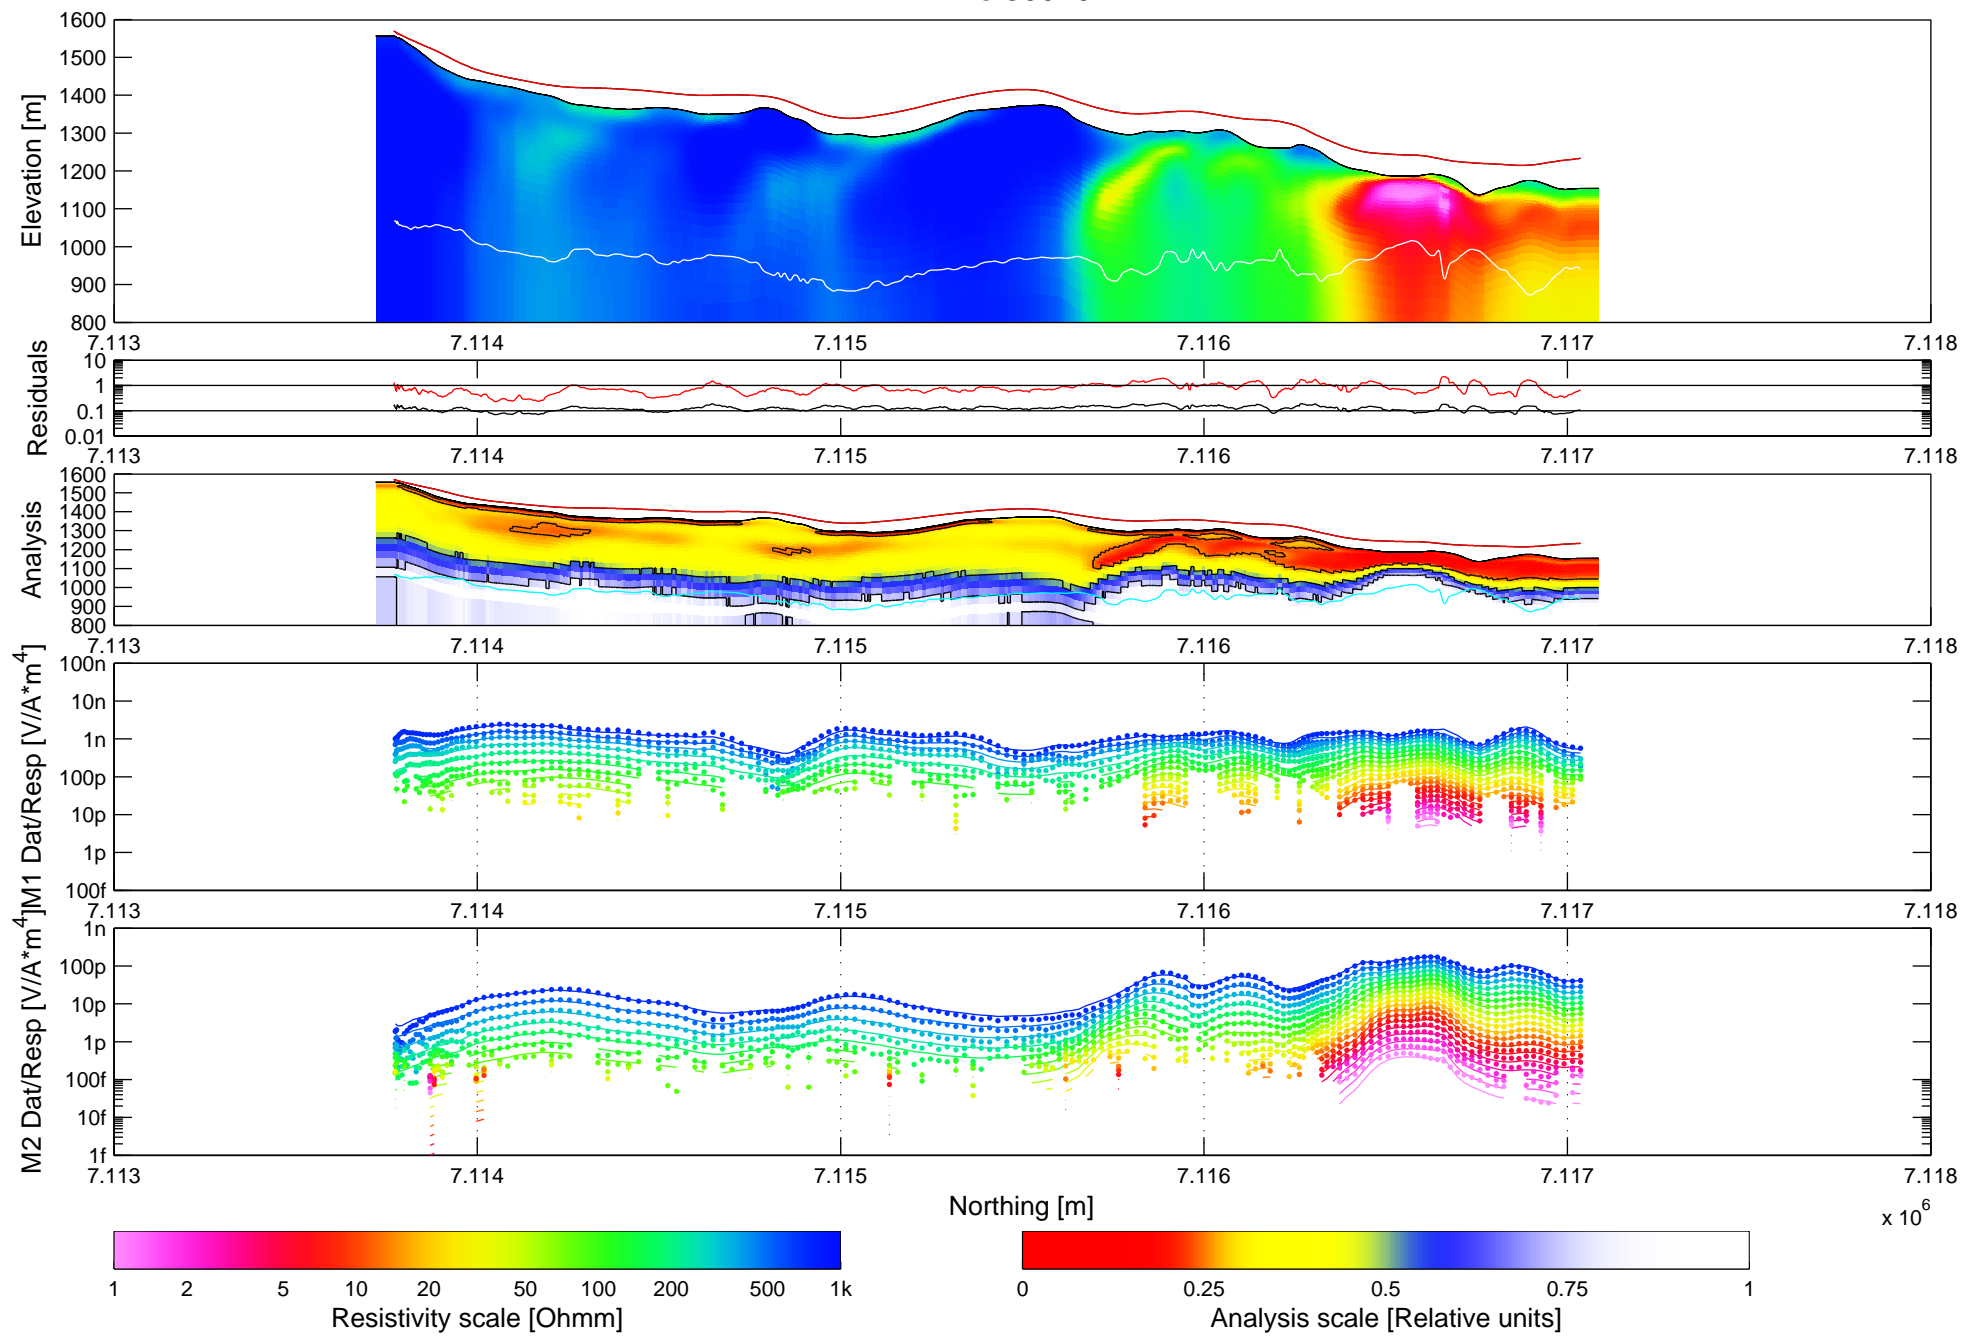 1600
1500
1400
1300
1200
1100
1000
900
800
Elevation [m]
7.113 7.114 7.115 7.116 7.117 7.118
10
1
0.1
0.01
Residuals
7.113 7.114 7.115 7.116 7.117 7.118
1600
1500
1400
1300
1200
1100
1000
900
800
Analysis
7.113 7.114 7.115 7.116 7.117 7.118
100n
10n
1n
100p
10p
1p
100f
M1 Dat/Resp [V/A*m^4]
7.113 7.114 7.115 7.116 7.117 7.118
1n
100p
10p
1p
100f
10f
1f
M2 Dat/Resp [V/A*m^4]
7.113 7.114 7.115 7.116 7.117 7.118
Northing [m]
x 10^6
1 2 5 10 20 50 100 200 500 1k
Resistivity scale [Ohmm]
0 0.25 0.5 0.75 1
Analysis scale [Relative units]